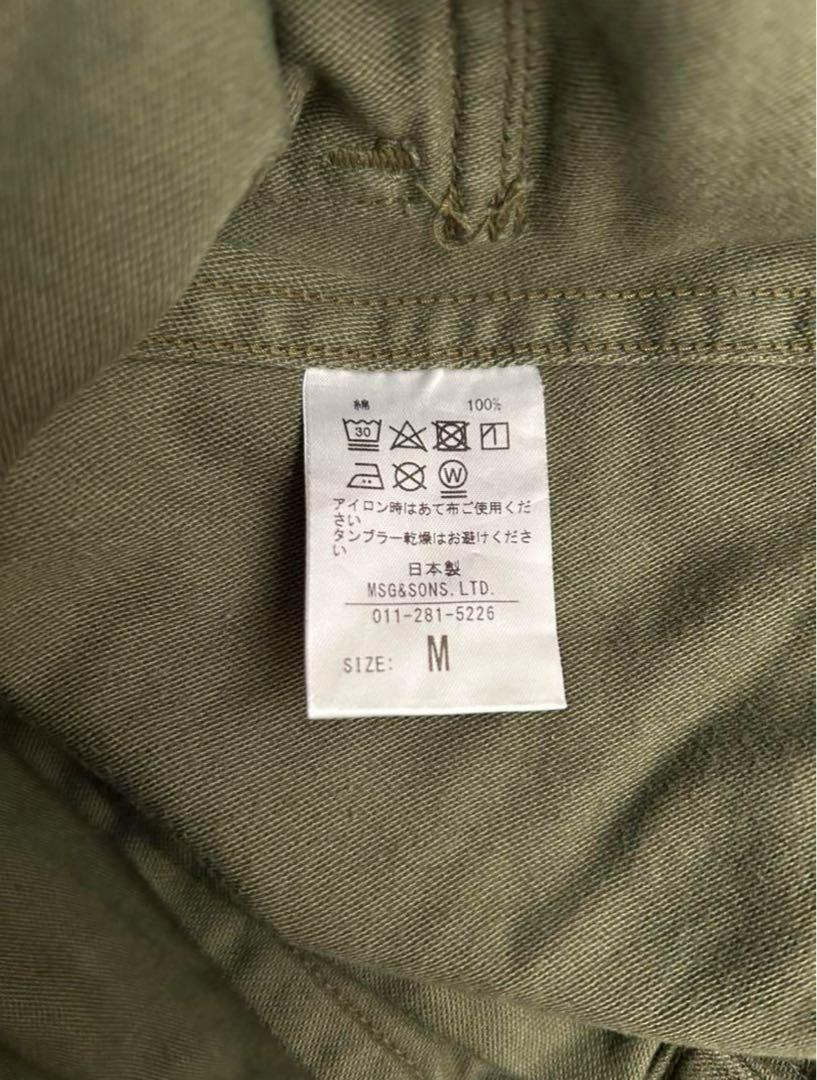 綿 100%
30
W
アイロン時はあて布ご使用くだ
さい
タンブラー乾燥はお避けくださ
い
日本製
MSG&SONS.LTD.
011-281-5226
SIZE: M